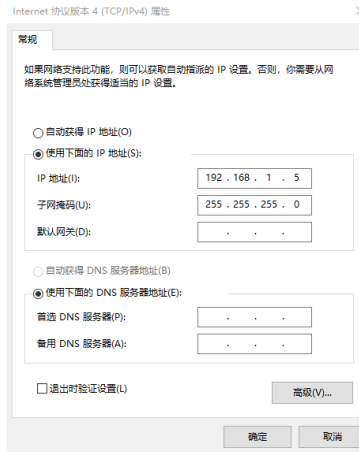 Internet 协议版本 4 (TCP/IPv4) 属性
常规
如果网络支持此功能，则可以获取自动指派的 IP 设置。否则，你需要从网
络系统管理员处获得适当的 IP 设置。
自动获得 IP 地址(O)
使用下面的 IP 地址(S):
IP 地址(I): 192 . 168 . 1 . 5
子网掩码(U): 255 . 255 . 255 . 0
默认网关(D): . . .
自动获得 DNS 服务器地址(B)
使用下面的 DNS 服务器地址(E):
首选 DNS 服务器(P): . . .
备用 DNS 服务器(A): . . .
退出时验证设置(L)
高级(V)...
确定 取消